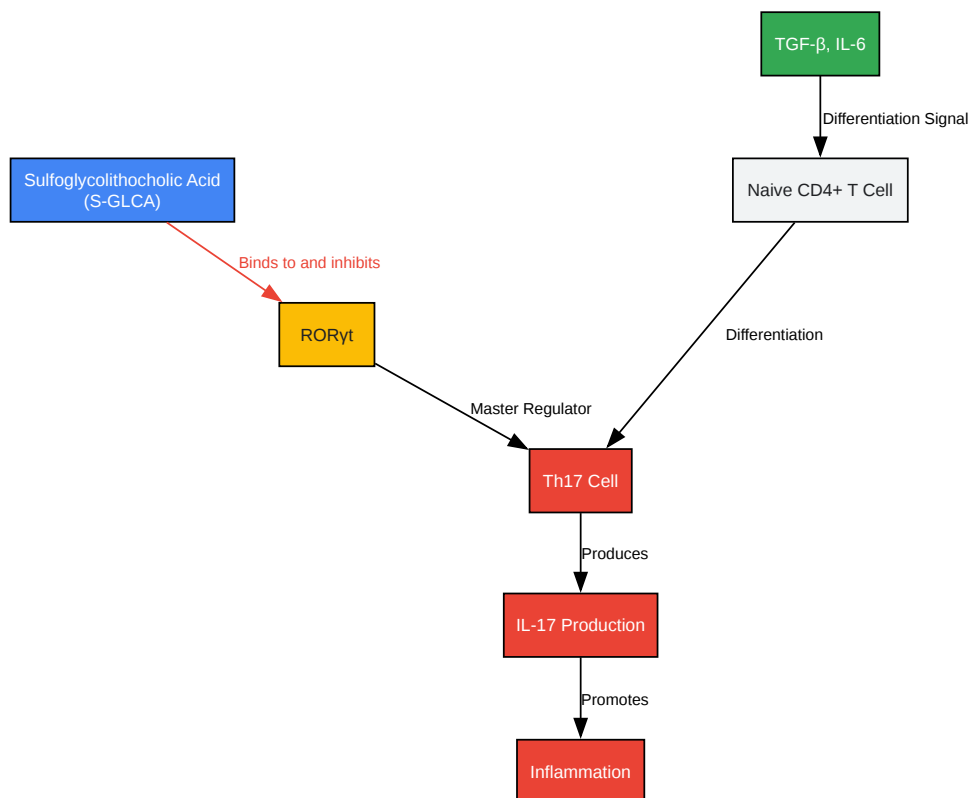 TGF-β, IL-6
Differentiation Signal
Sulfoglycolithocholic Acid
(S-GLCA)
Naive CD4+ T Cell
Binds to and inhibits
RORγt
Differentiation
Master Regulator
Th17 Cell
Produces
IL-17 Production
Promotes
Inflammation